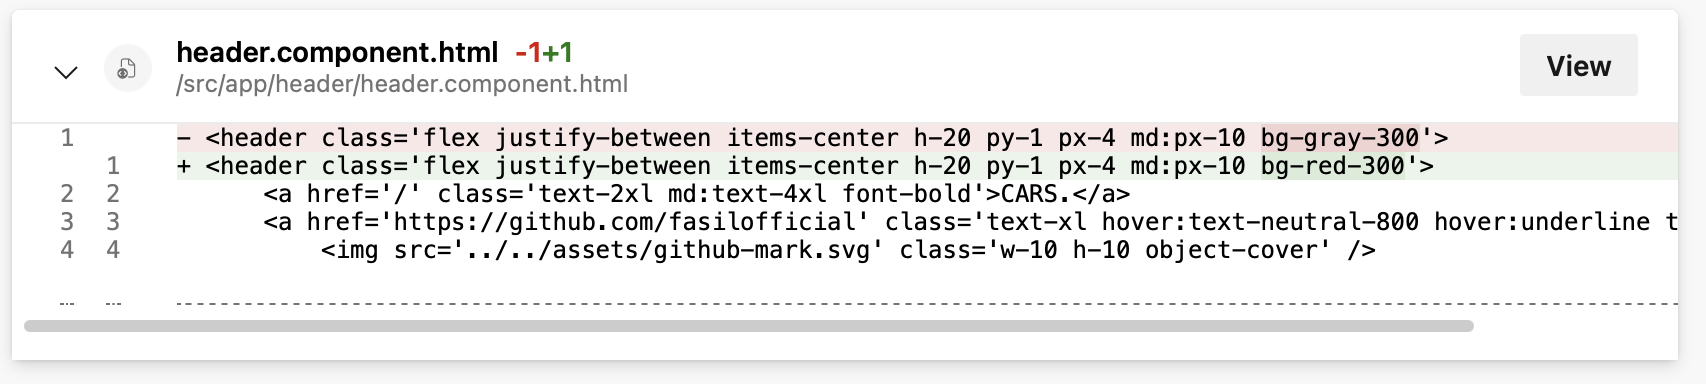 header.component.html -1+1
/src/app/header/header.component.html
View
1 - <header class='flex justify-between items-center h-20 py-1 px-4 md:px-10 bg-gray-300'>
1 + <header class='flex justify-between items-center h-20 py-1 px-4 md:px-10 bg-red-300'>
2 2 <a href='/' class='text-2xl md:text-4xl font-bold'>CARS.</a>
3 3 <a href='https://github.com/fasilofficial' class='text-xl hover:text-neutral-800 hover:underline t
4 4 <img src='../../assets/github-mark.svg' class='w-10 h-10 object-cover' />
... ...